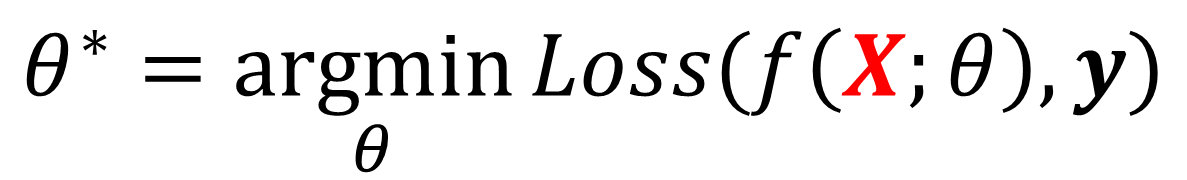 θ* = argmin Loss(f(X; θ), y)
θ